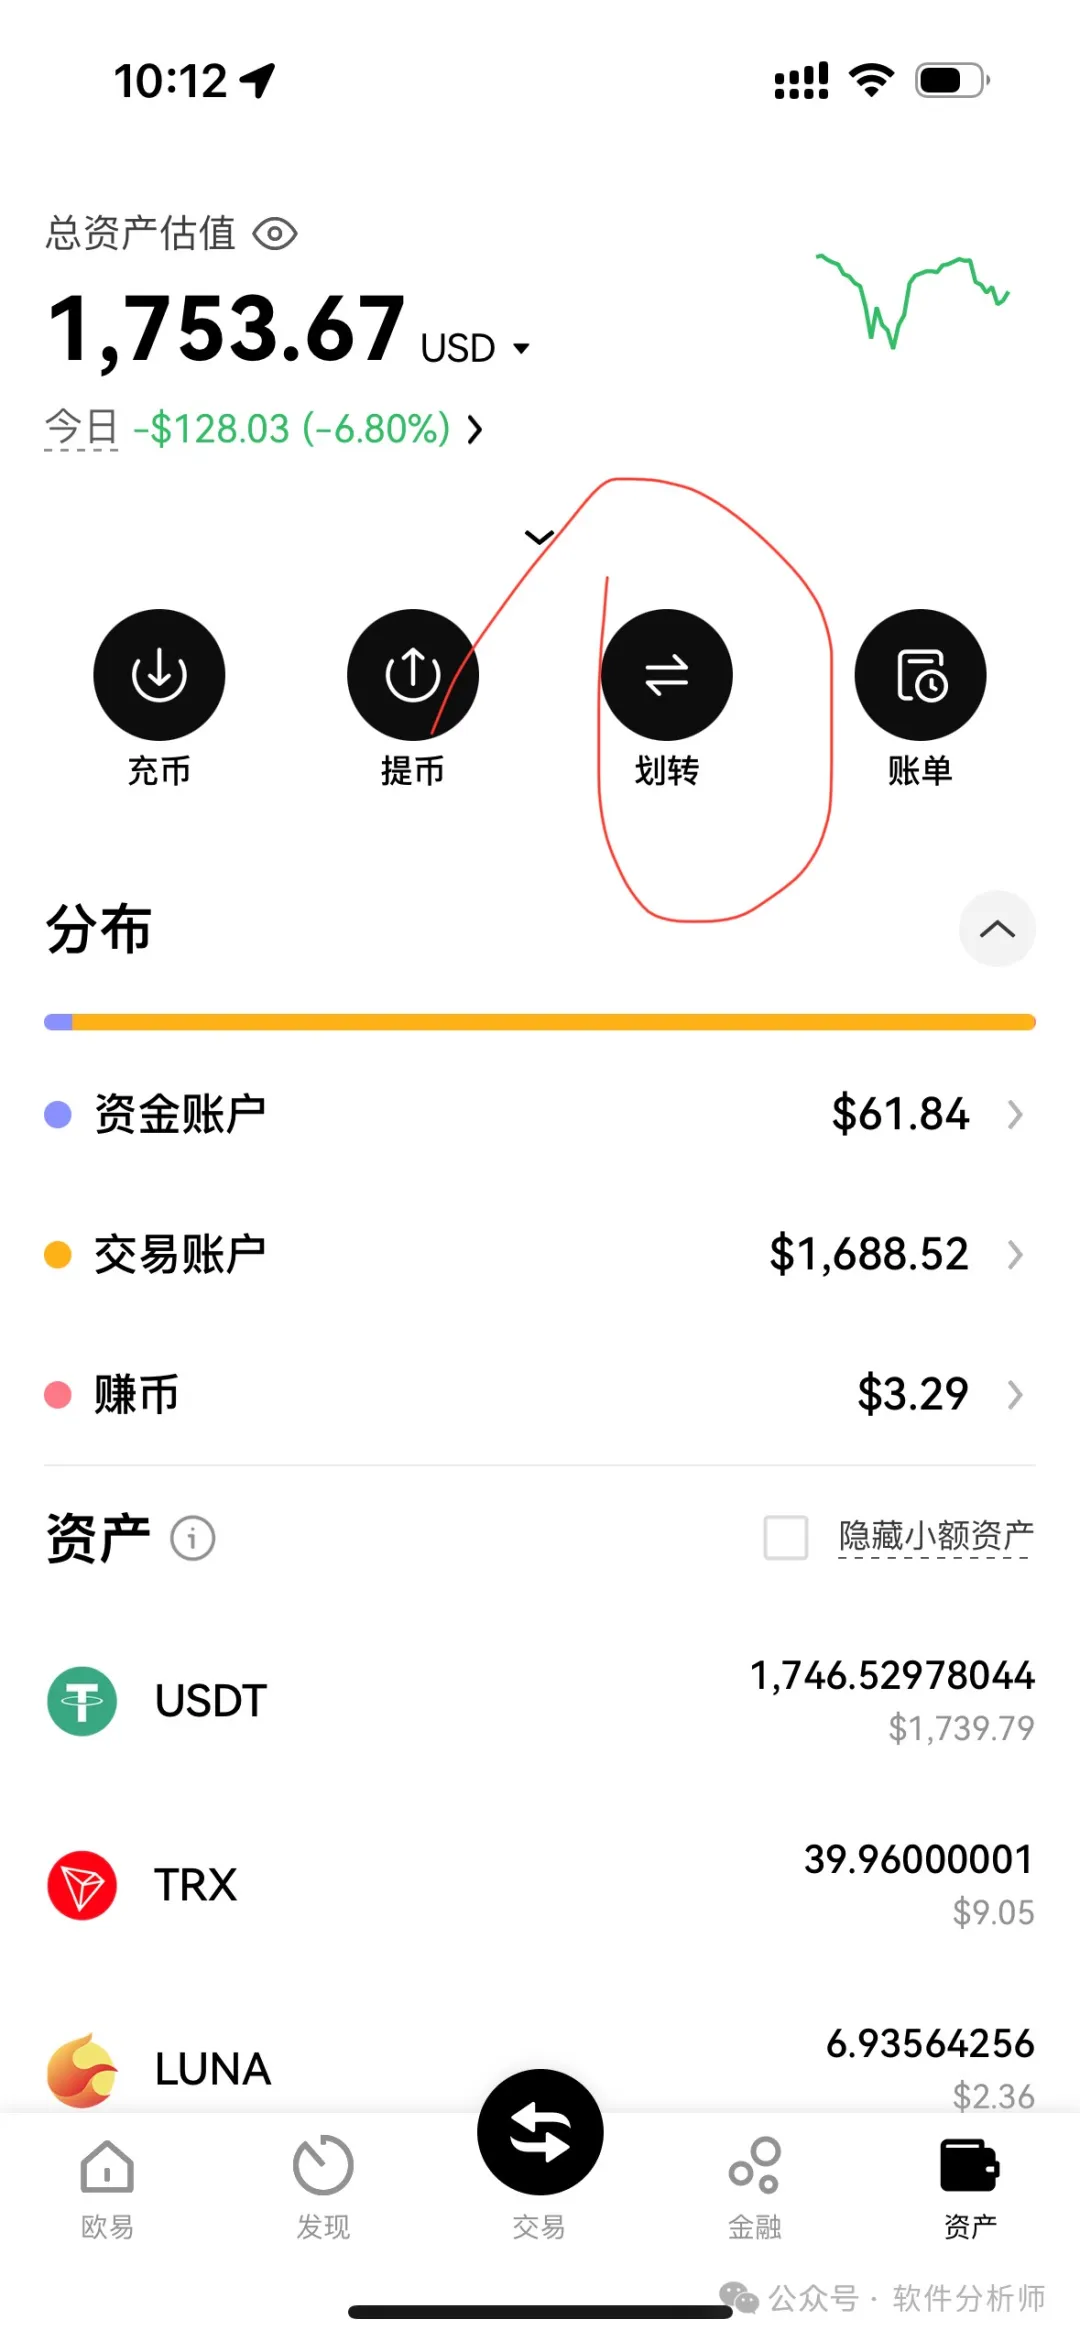 10:12
总资产估值
1,753.67 USD
今日 -$128.03 (-6.80%)
充币 提币 划转 账单
分布
资金账户 $61.84
交易账户 $1,688.52
赚币 $3.29
资产 隐藏小额资产
USDT 1,746.52978044
$1,739.79
TRX 39.96000001
$9.05
LUNA 6.93564256
$2.36
欧易 发现 交易 金融 资产
公众号 · 软件分析师